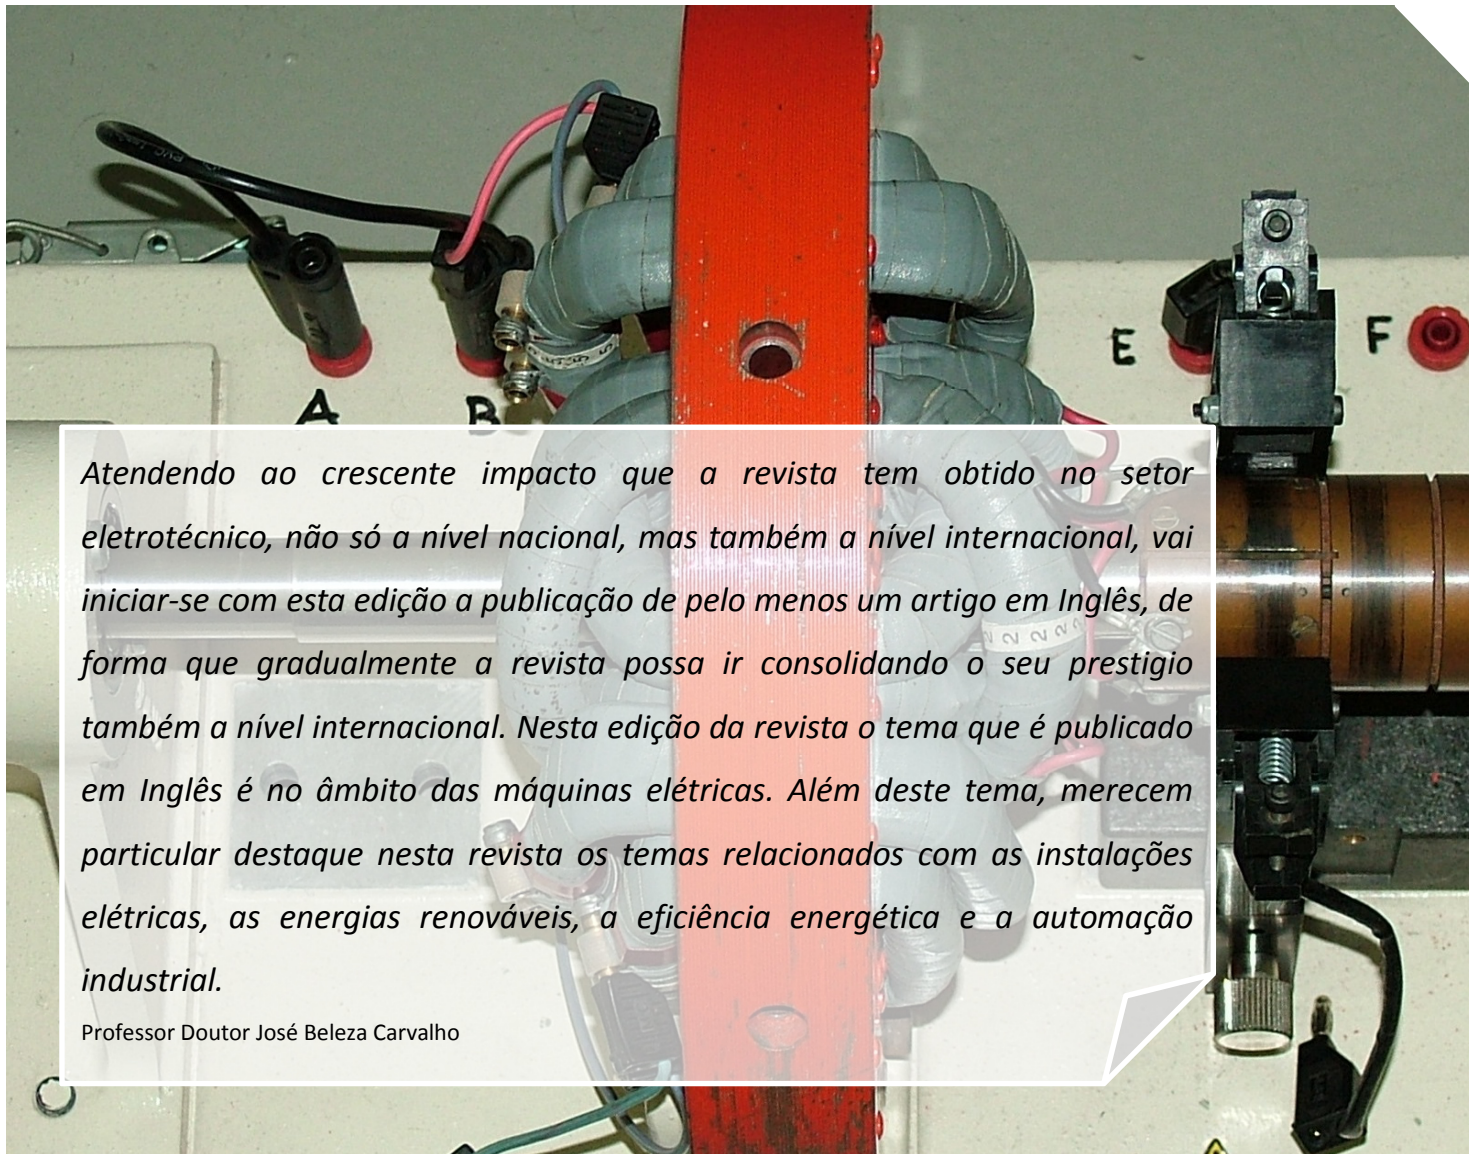 A
B
E
F
Atendendo ao crescente impacto que a revista tem obtido no setor
eletrotécnico, não só a nível nacional, mas também a nível internacional, vai
iniciar-se com esta edição a publicação de pelo menos um artigo em Inglês, de
forma que gradualmente a revista possa ir consolidando o seu prestigio
também a nível internacional. Nesta edição da revista o tema que é publicado
em Inglês é no âmbito das máquinas elétricas. Além deste tema, merecem
particular destaque nesta revista os temas relacionados com as instalações
elétricas, as energias renováveis, a eficiência energética e a automação
industrial.
Professor Doutor José Beleza Carvalho
2 2 2 2